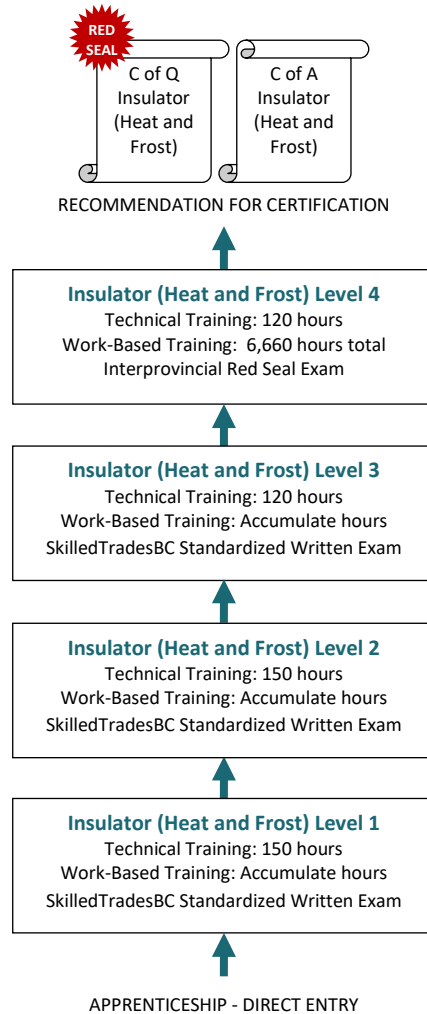 RED
SEAL
C of Q
Insulator
(Heat and
Frost)
C of A
Insulator
(Heat and
Frost)
RECOMMENDATION FOR CERTIFICATION
Insulator (Heat and Frost) Level 4
Technical Training: 120 hours
Work-Based Training:  6,660 hours total
Interprovincial Red Seal Exam
Insulator (Heat and Frost) Level 3
Technical Training: 120 hours
Work-Based Training: Accumulate hours
SkilledTradesBC Standardized Written Exam
Insulator (Heat and Frost) Level 2
Technical Training: 150 hours
Work-Based Training: Accumulate hours
SkilledTradesBC Standardized Written Exam
Insulator (Heat and Frost) Level 1
Technical Training: 150 hours
Work-Based Training: Accumulate hours
SkilledTradesBC Standardized Written Exam
APPRENTICESHIP - DIRECT ENTRY